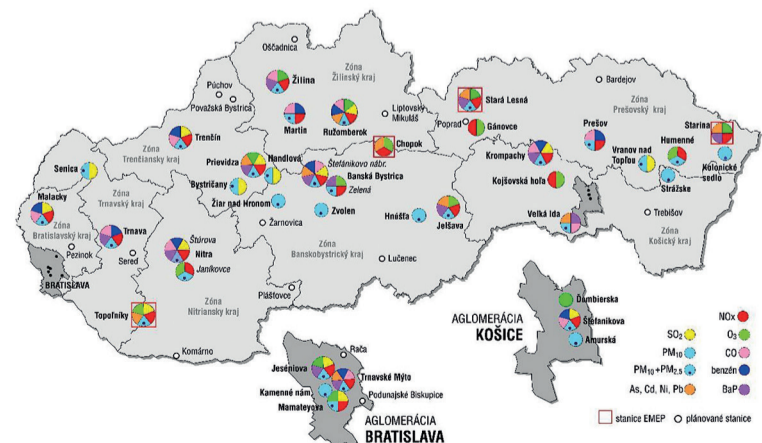 Oščadnica
Zóna
Žilinský kraj
Žilina
Púchov
Považská Bystrica
Martin
Ružomberok
Liptovský
Mikuláš
Bardejov
Zóna
Prešovský kraj
Stará Lesná
Poprad
Gánovce
Prešov
Starina
Humenné
Vranov nad
Topľou
Kolonické
sedlo
Strážske
Trenčín
Zóna
Trenčiansky kraj
Chopok
Krompachy
Kojšovská hoľa
Senica
Prievidza
Handlová
Štefánikovo nábr.
Banská Bystrica
Zelená
Bystričany
Žiar nad Hronom
Zvolen
Hnúšťa
Jelšava
Veľká Ida
Trebišov
Zóna
Košický kraj
Malacky
Zóna
Bratislavský kraj
Zóna
Trnavský kraj
Trnava
Štúrova
Nitra
Janíkovce
Žarnovica
Zóna
Banskobystrický kraj
Lučenec
Pezinok
Sereď
BRATISLAVA
Zóna
Nitriansky kraj
Plášťovce
Topoľníky
Komárno
AGLOMERÁCIA
KOŠICE
Ďumbierska
Štefánikova
Amurská
Rača
Jeséniova
Trnavské Mýto
Kamenné nám.
Podunajské Biskupice
Mamateyova
AGLOMERÁCIA
BRATISLAVA
NOx
SO2 O3
PM10 CO
PM10+PM2.5 benzén
As, Cd, Ni, Pb BaP
stanice EMEP plánované stanice